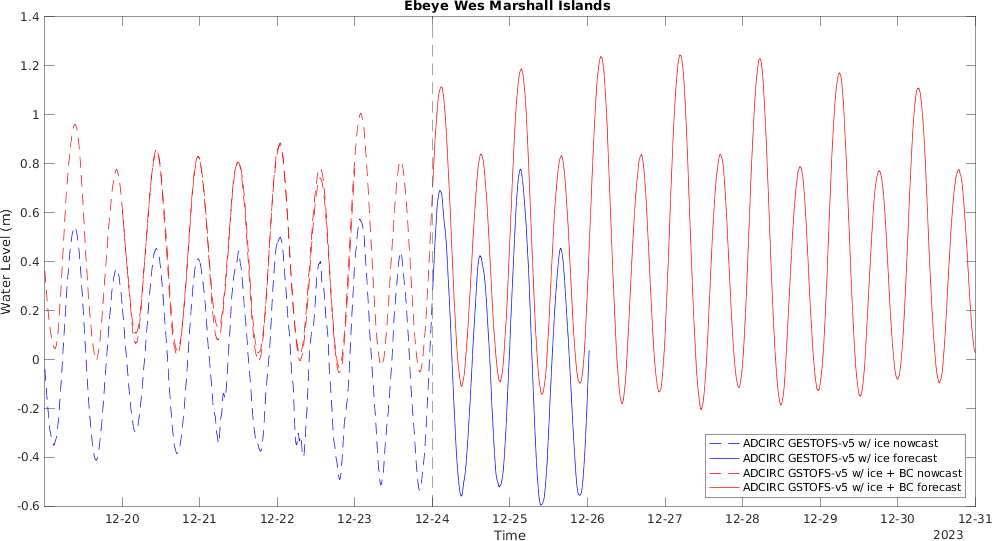 Ebeye Wes Marshall Islands
1.4
1.2
1
0.8
0.6
0.4
0.2
0
-0.2
-0.4
-0.6
Water Level (m)
ADCIRC GESTOFS-v5 w/ ice nowcast
ADCIRC GESTOFS-v5 w/ ice forecast
ADCIRC GSTOFS-v5 w/ ice + BC nowcast
ADCIRC GSTOFS-v5 w/ ice + BC forecast
12-20 12-21 12-22 12-23 12-24 12-25 12-26 12-27 12-28 12-29 12-30 12-31
Time
2023